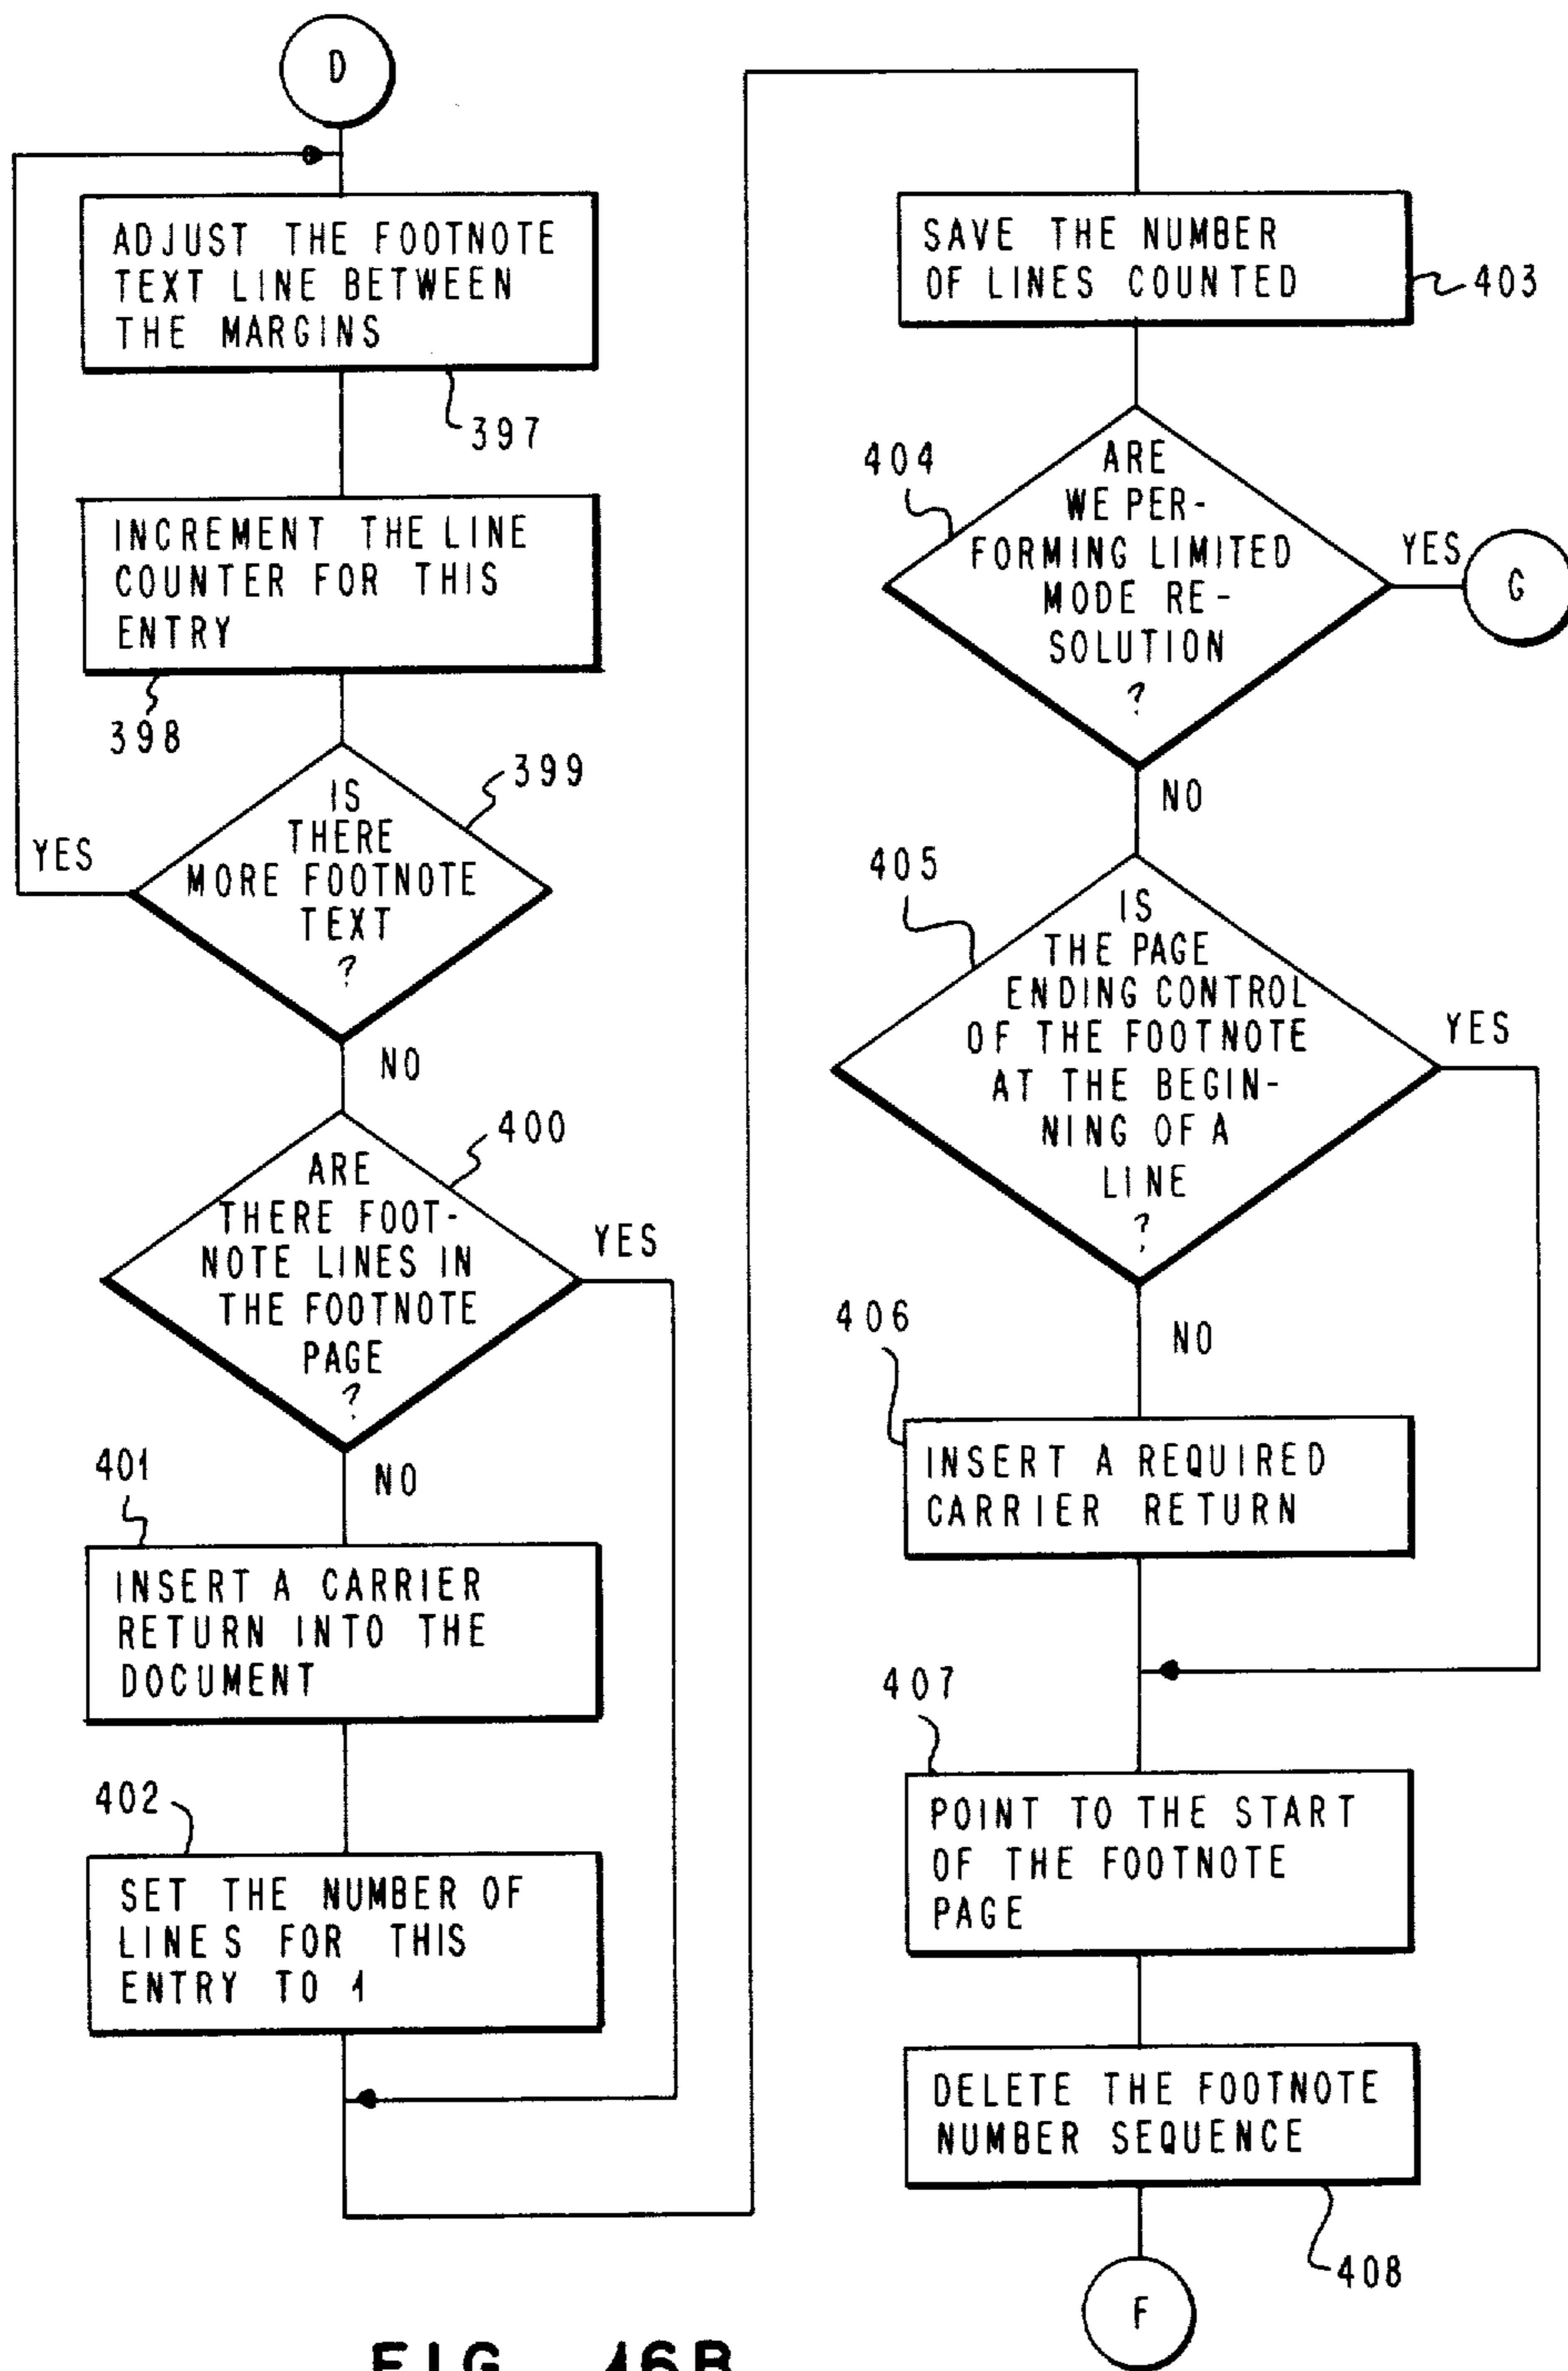 D
ADJUST THE FOOTNOTE
TEXT LINE BETWEEN
THE MARGINS
397
INCREMENT THE LINE
COUNTER FOR THIS
ENTRY
398
IS
THERE
MORE FOOTNOTE
TEXT
?
399
YES
NO
ARE
THERE FOOT-
NOTE LINES IN
THE FOOTNOTE
PAGE
?
400
YES
NO
401
INSERT A CARRIER
RETURN INTO THE
DOCUMENT
402
SET THE NUMBER OF
LINES FOR THIS
ENTRY TO 1
SAVE THE NUMBER
OF LINES COUNTED
403
404
ARE
WE PER-
FORMING LIMITED
MODE RE-
SOLUTION
?
YES
G
NO
405
IS
THE PAGE
ENDING CONTROL
OF THE FOOTNOTE
AT THE BEGIN-
NING OF A
LINE
?
YES
NO
406
INSERT A REQUIRED
CARRIER RETURN
407
POINT TO THE START
OF THE FOOTNOTE
PAGE
DELETE THE FOOTNOTE
NUMBER SEQUENCE
408
F
FIG. 46B